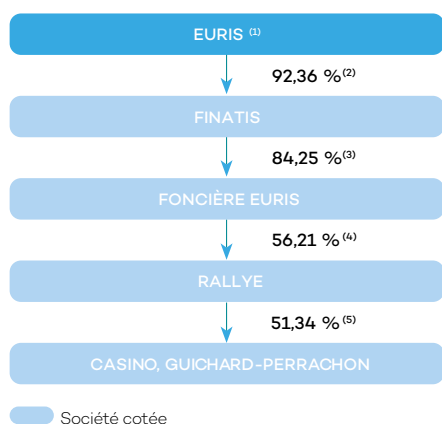 EURIS (1)
92,36 % (2)
FINATIS
84,25 % (3)
FONCIÈRE EURIS
56,21 % (4)
RALLYE
51,34 % (5)
CASINO, GUICHARD-PERRACHON
Société cotée